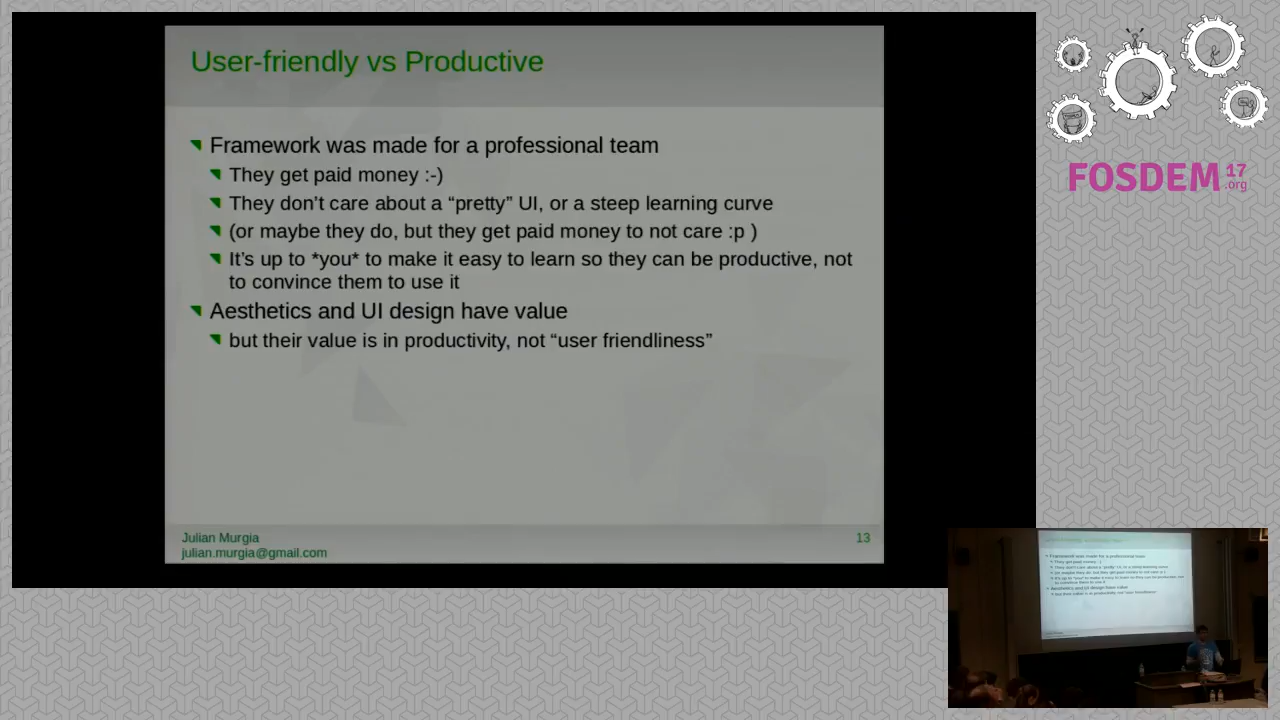 User-friendly vs Productive
Framework was made for a professional team
They get paid money :-)
They don’t care about a “pretty” UI, or a steep learning curve
(or maybe they do, but they get paid money to not care :p )
It’s up to *you* to make it easy to learn so they can be productive, not
to convince them to use it
Aesthetics and UI design have value
but their value is in productivity, not “user friendliness”
Julian Murgia
julian.murgia@gmail.com
13
FOSDEM 17
.org